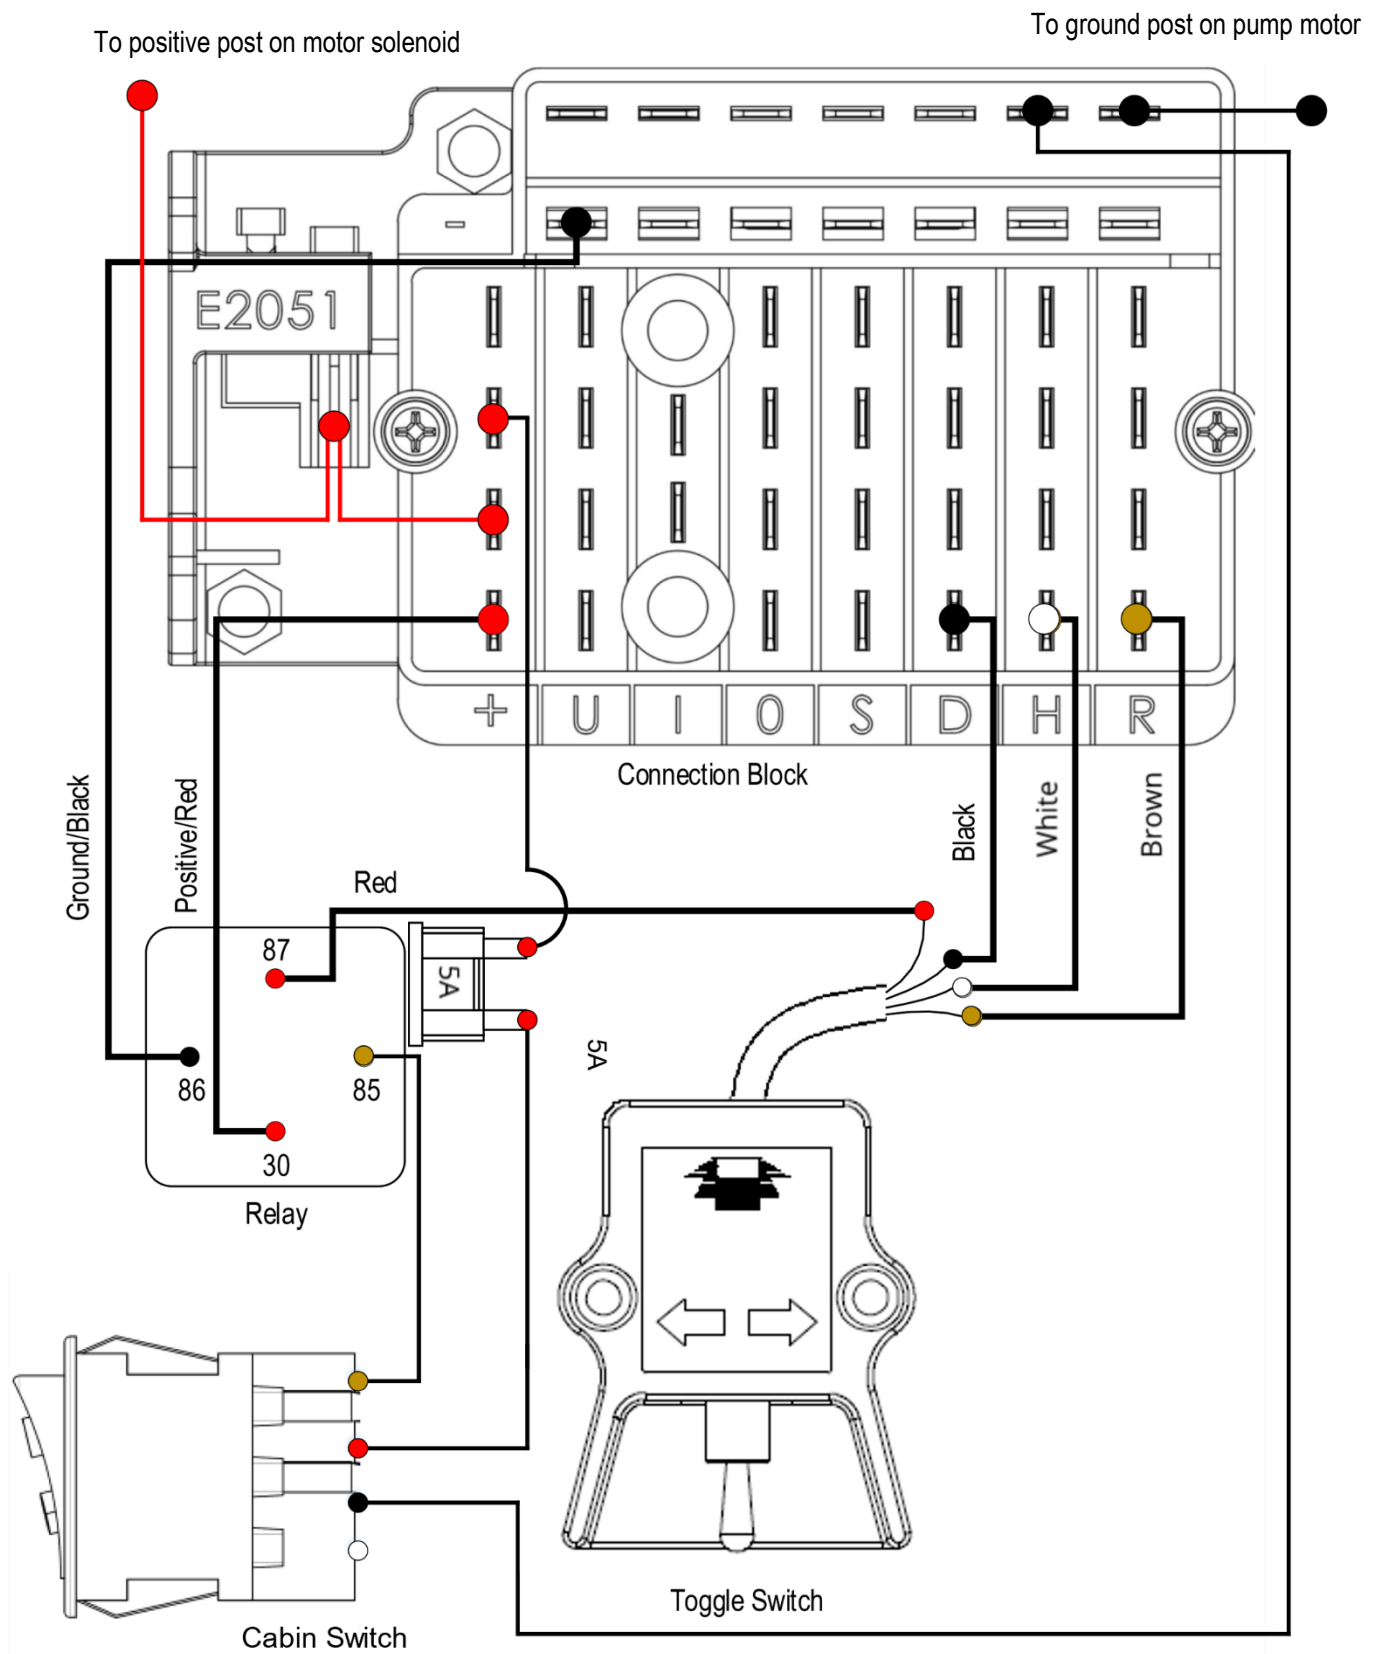 To ground post on pump motor
To positive post on motor solenoid
-
E2051
+ U I 0 S D H R
Connection Block
Ground/Black
Positive/Red
Black
White
Brown
Red
87
5A
86
85
5A
30
Relay
Toggle Switch
Cabin Switch